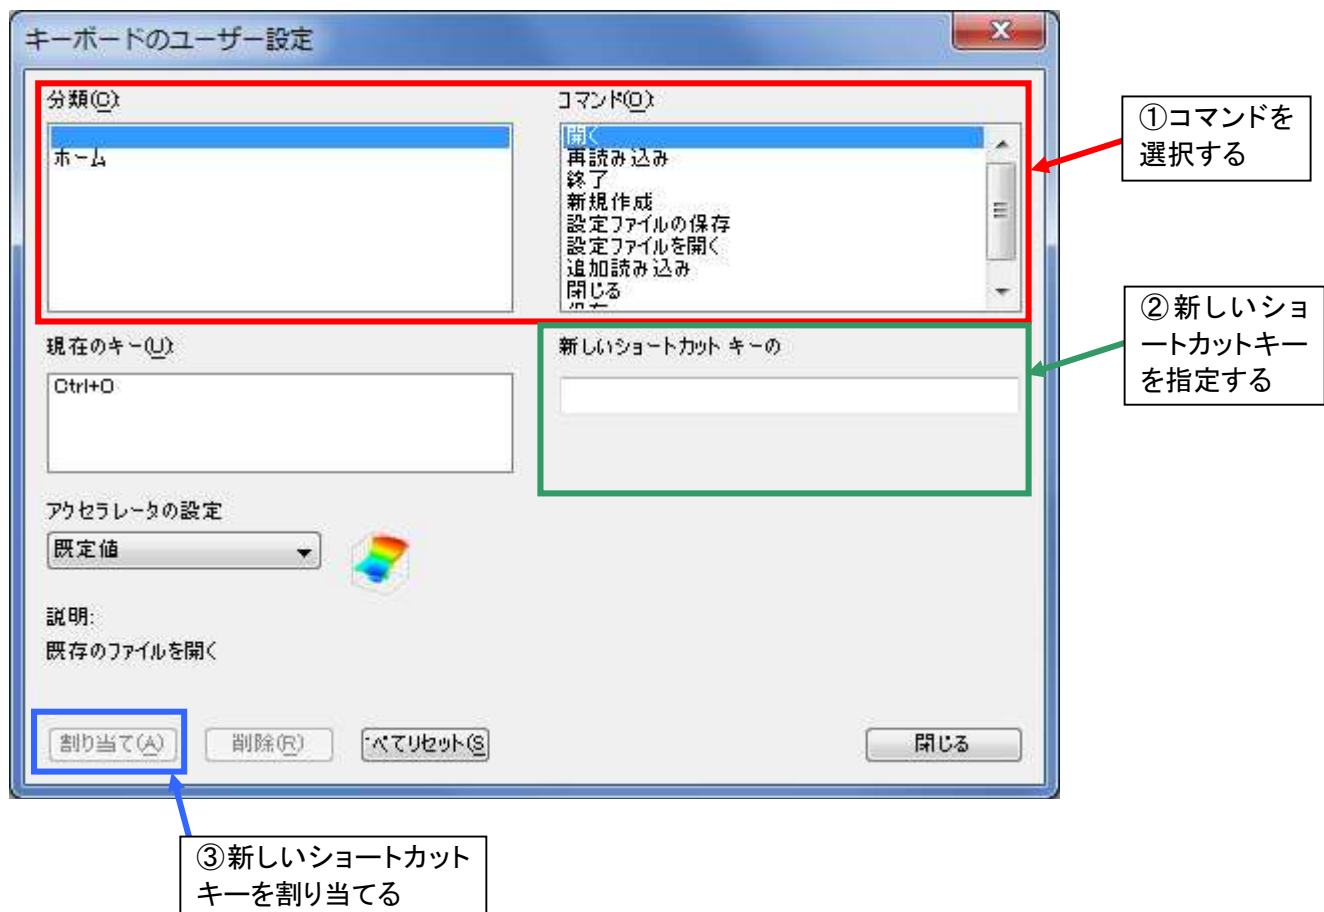 キーボードのユーザー設定
分類(C):
コマンド(O):
ホーム
開く
再読み込み
終了
新規作成
設定ファイルの保存
設定ファイルを開く
追加読み込み
閉じる
①コマンドを
選択する
現在のキー(U):
新しいショートカット キーの
Ctrl+O
②新しいショ
ートカットキー
を指定する
アクセラレータの設定
既定値
説明:
既存のファイルを開く
割り当て(A)
削除(R)
べてリセット(S
閉じる
③新しいショートカット
キーを割り当てる